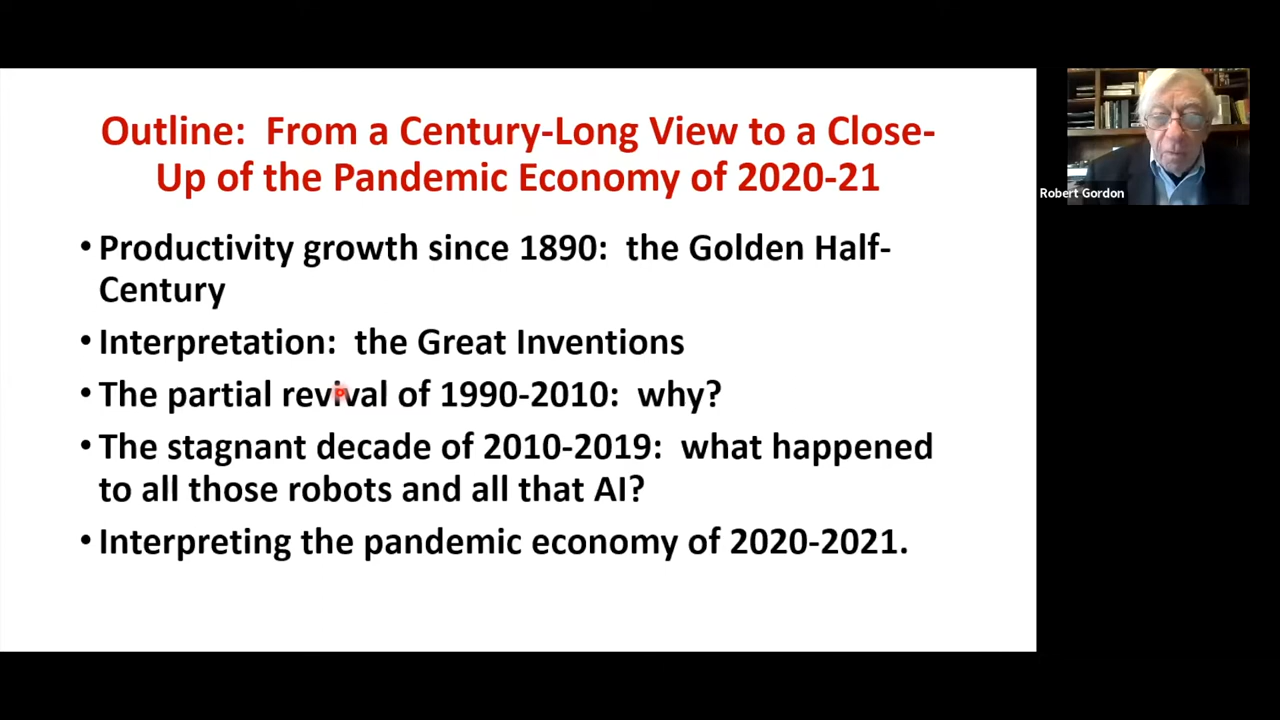 Outline:  From a Century-Long View to a Close-
Up of the Pandemic Economy of 2020-21
• Productivity growth since 1890:  the Golden Half-
Century
• Interpretation:  the Great Inventions
• The partial revival of 1990-2010:  why?
• The stagnant decade of 2010-2019:  what happened
to all those robots and all that AI?
• Interpreting the pandemic economy of 2020-2021.
Robert Gordon